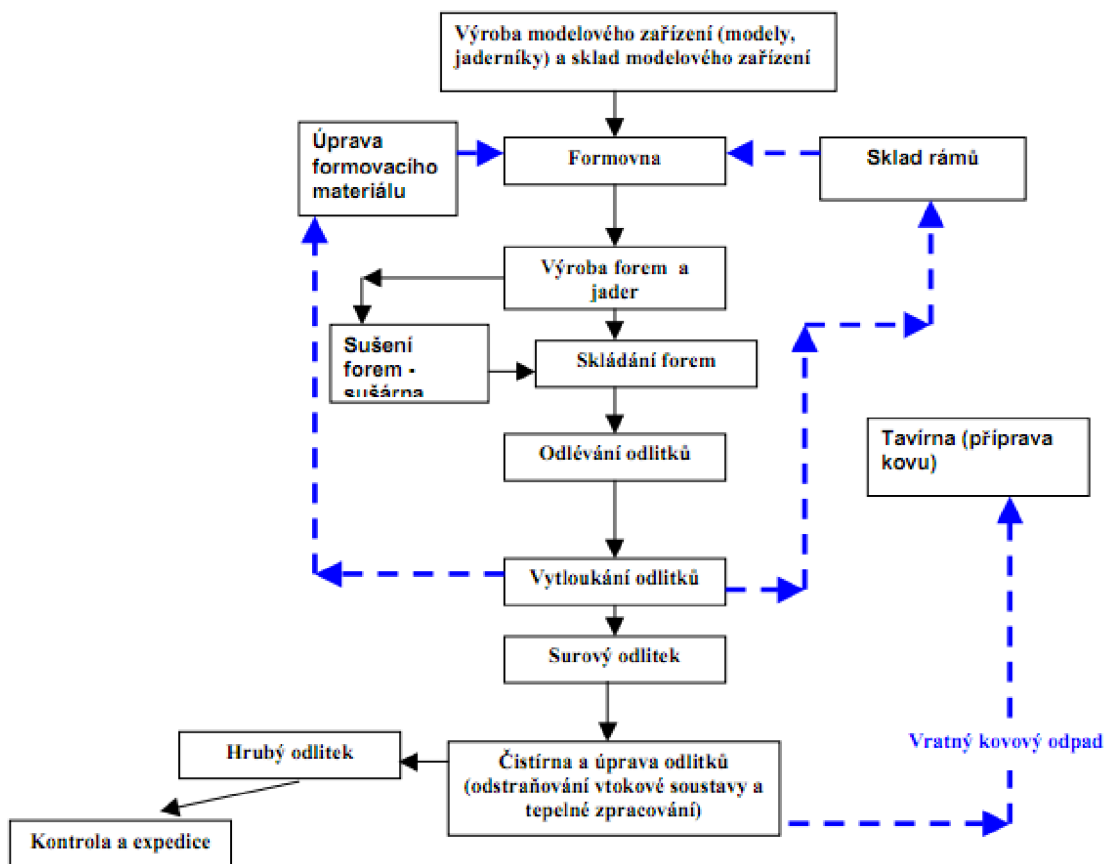 Výroba modelového zařízení (modely,
jaderníky) a sklad modelového zařízení
Úprava
formovacího
materiálu
Formovna
Sklad rámů
Výroba forem a
jader
Sušení
forem -
sušárna
Skládání forem
Tavírna (příprava
kovu)
Odlévání odlitků
Vytloukání odlitků
Surový odlitek
Vratný kovový odpad
Hrubý odlitek
Čistírna a úprava odlitků
(odstraňování vtokové soustavy a
tepelné zpracování)
Kontrola a expedice